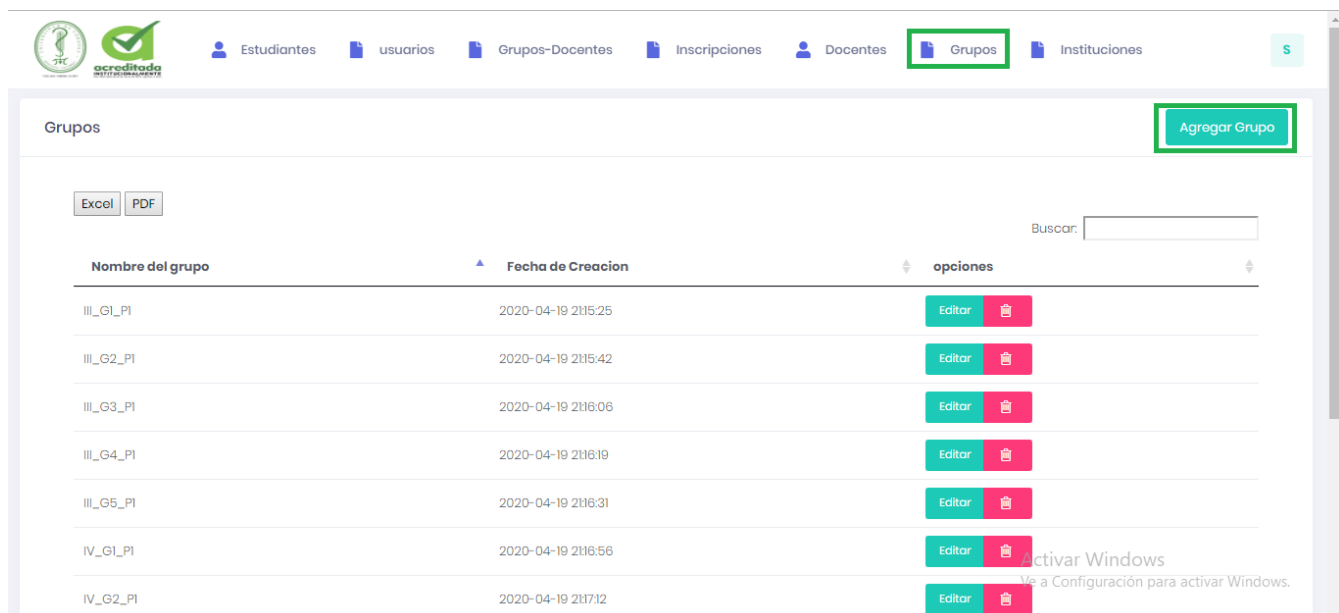 acreditada
INSTITUCIONALMENTE
Estudiantes usuarios Grupos-Docentes Inscripciones Docentes Grupos Instituciones S
Grupos Agregar Grupo
Excel PDF
Buscar:
Nombre del grupo Fecha de Creacion opciones
III_G1_P1 2020-04-19 21:15:25 Editar
III_G2_P1 2020-04-19 21:15:42 Editar
III_G3_P1 2020-04-19 21:16:06 Editar
III_G4_P1 2020-04-19 21:16:19 Editar
III_G5_P1 2020-04-19 21:16:31 Editar
IV_G1_P1 2020-04-19 21:16:56 Editar
IV_G2_P1 2020-04-19 21:17:12 Editar
Activar Windows
Ve a Configuración para activar Windows.